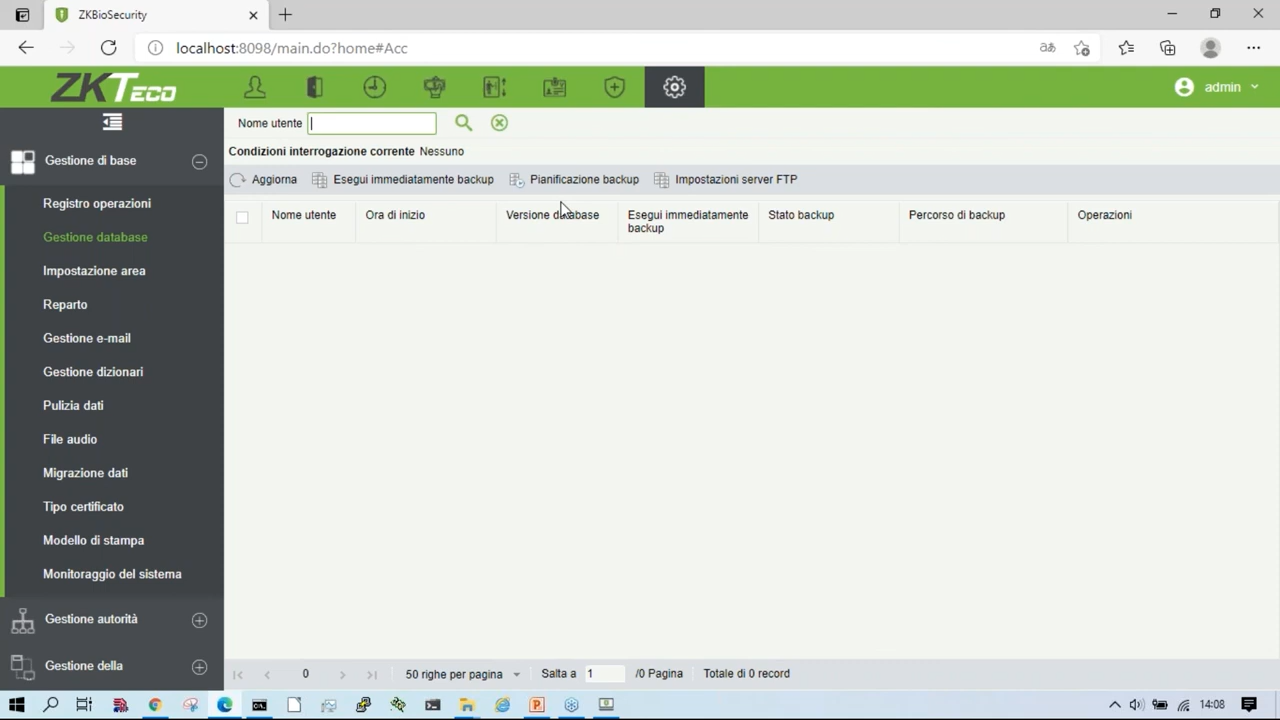 ZKBioSecurity
localhost:8098/main.do?home#Acc
ZKTECO
admin
Nome utente
Condizioni interrogazione corrente Nessuno
Gestione di base
Aggiorna Esegui immediatamente backup Pianificazione backup Impostazioni server FTP
Registro operazioni
Gestione database
Impostazione area
Reparto
Gestione e-mail
Gestione dizionari
Pulizia dati
File audio
Migrazione dati
Tipo certificato
Modello di stampa
Monitoraggio del sistema
Gestione autorità
Gestione della
Nome utente Ora di inizio Versione database Esegui immediatamente backup Stato backup Percorso di backup Operazioni
0 50 righe per pagina Salta a 1 /0 Pagina Totale di 0 record
14:08